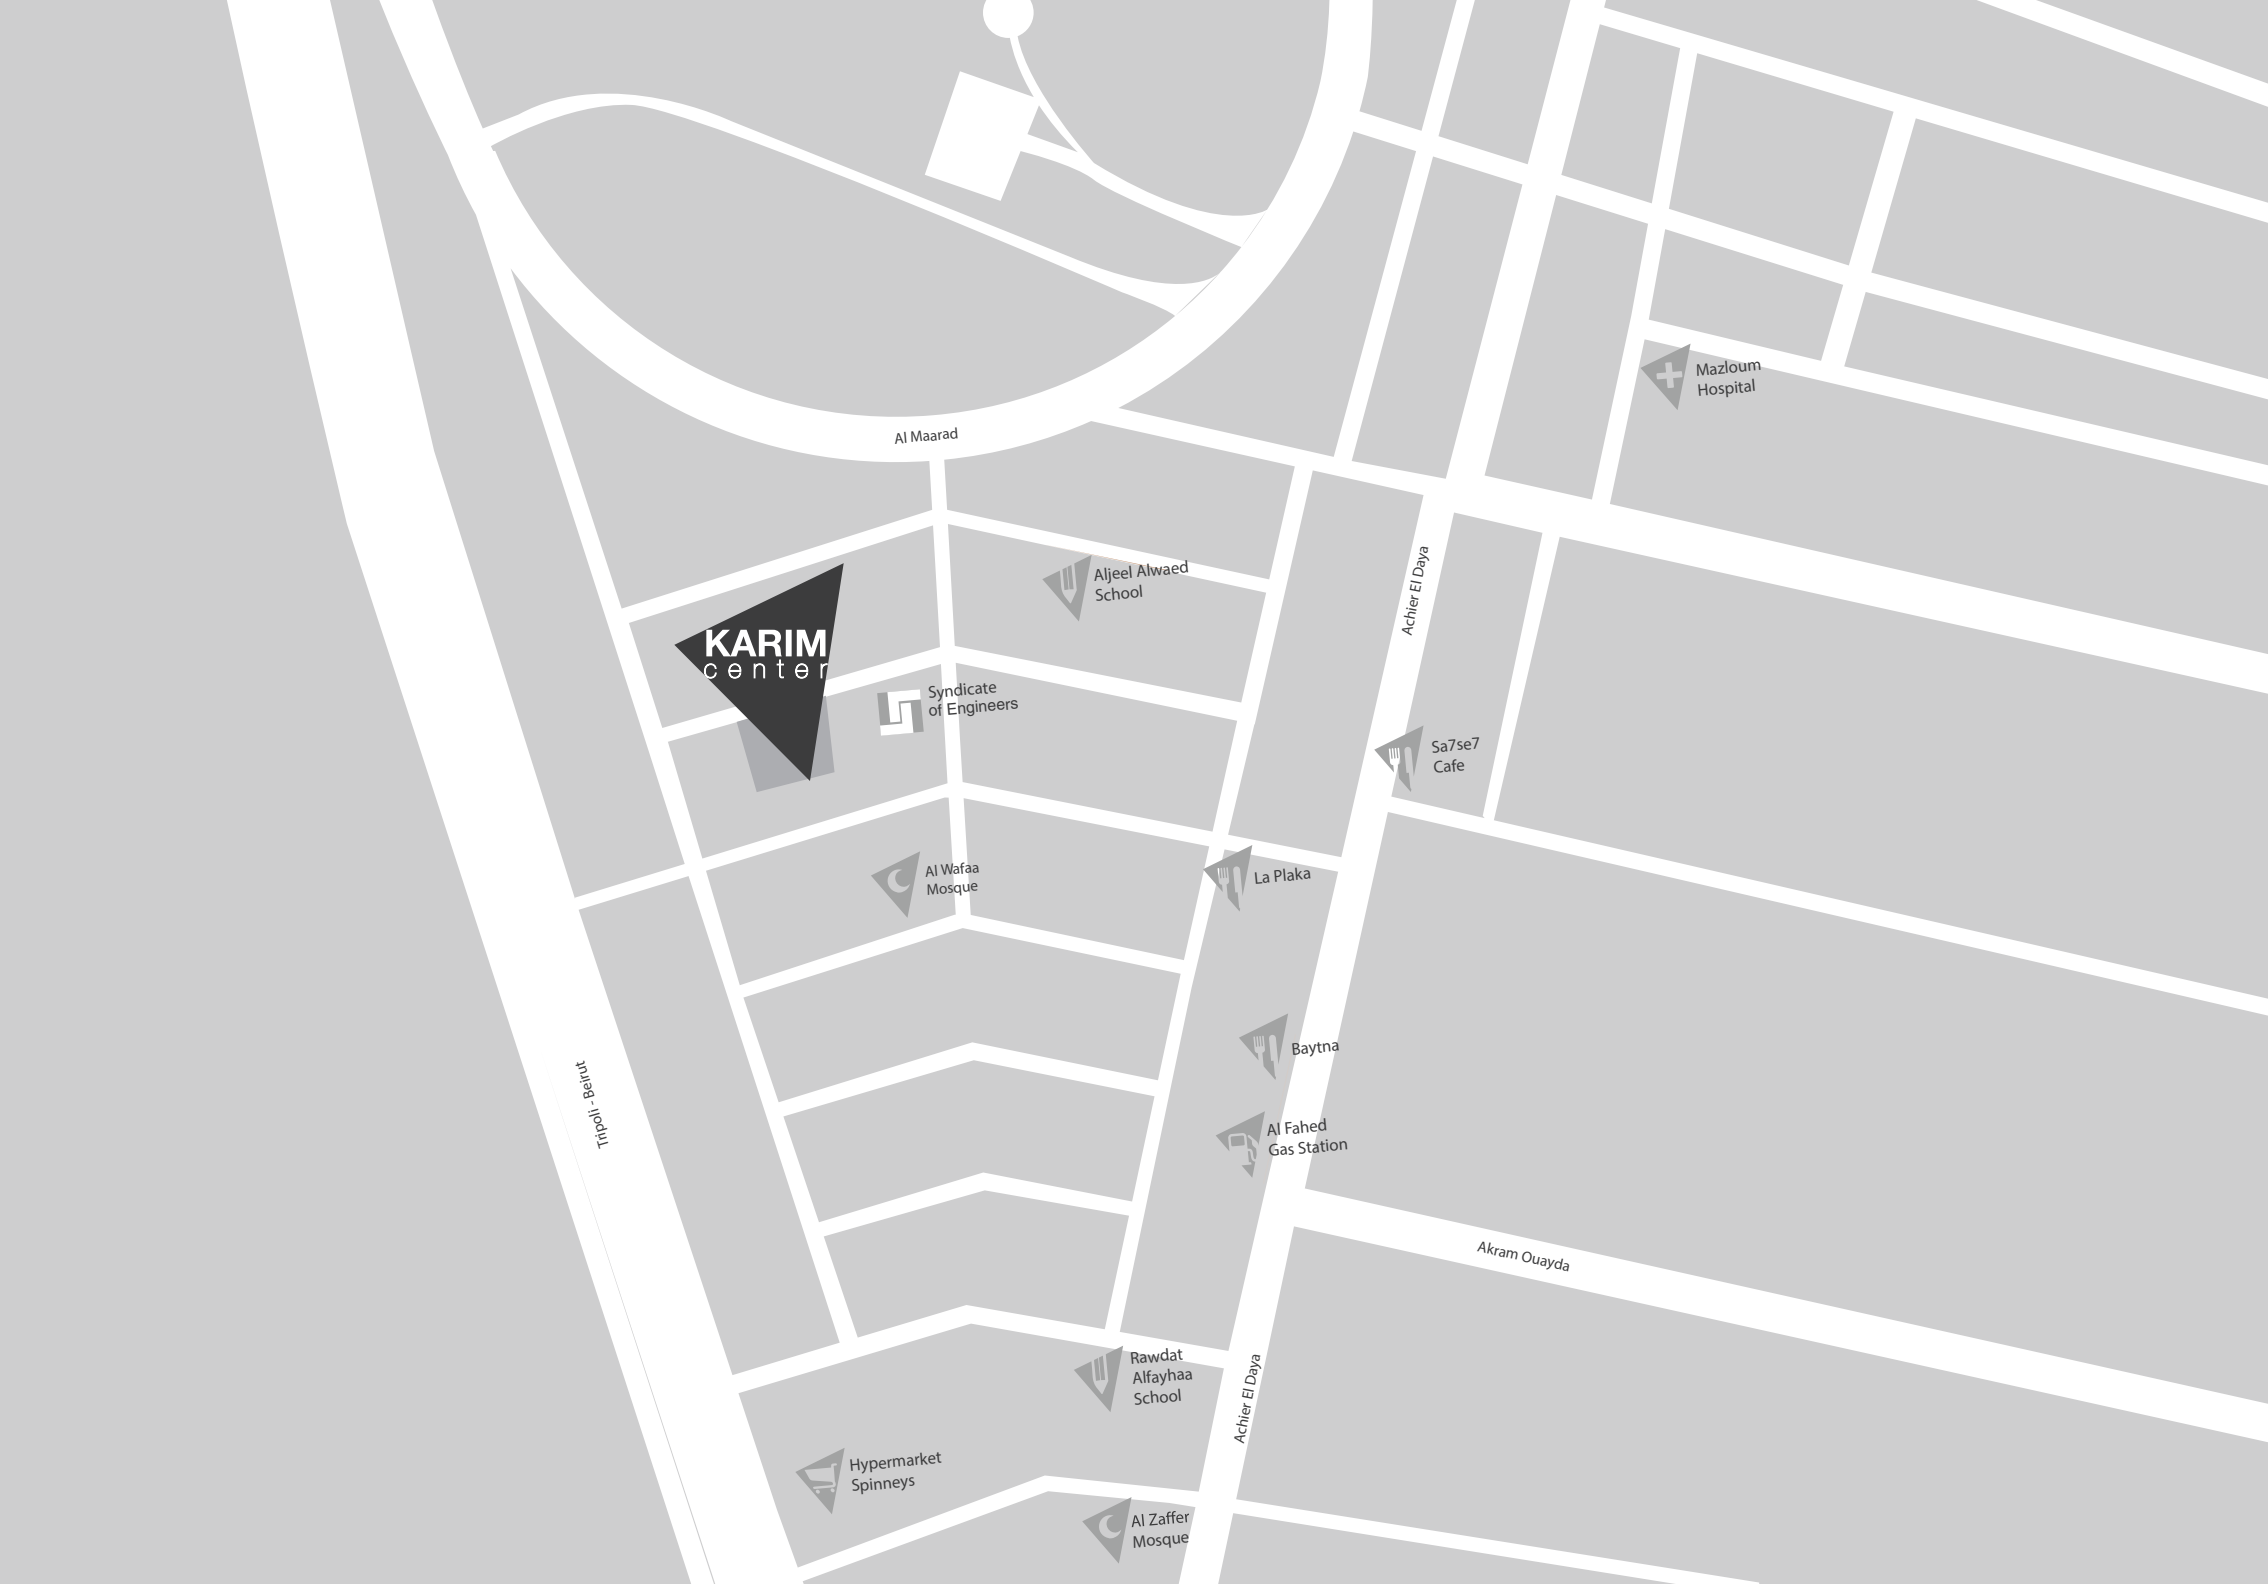 Mazloum
Hospital
Al Maarad
Aljeel Alwaed
School
Achier El Daya
KARIM
center
Syndicate
of Engineers
Sa7se7
Cafe
Al Wafaa
Mosque
La Plaka
Baytna
Tripoli - Beirut
Al Fahed
Gas Station
Akram Ouayda
Rawdat
Alfayhaa
School
Achier El Daya
Hypermarket
Spinneys
Al Zaffer
Mosque